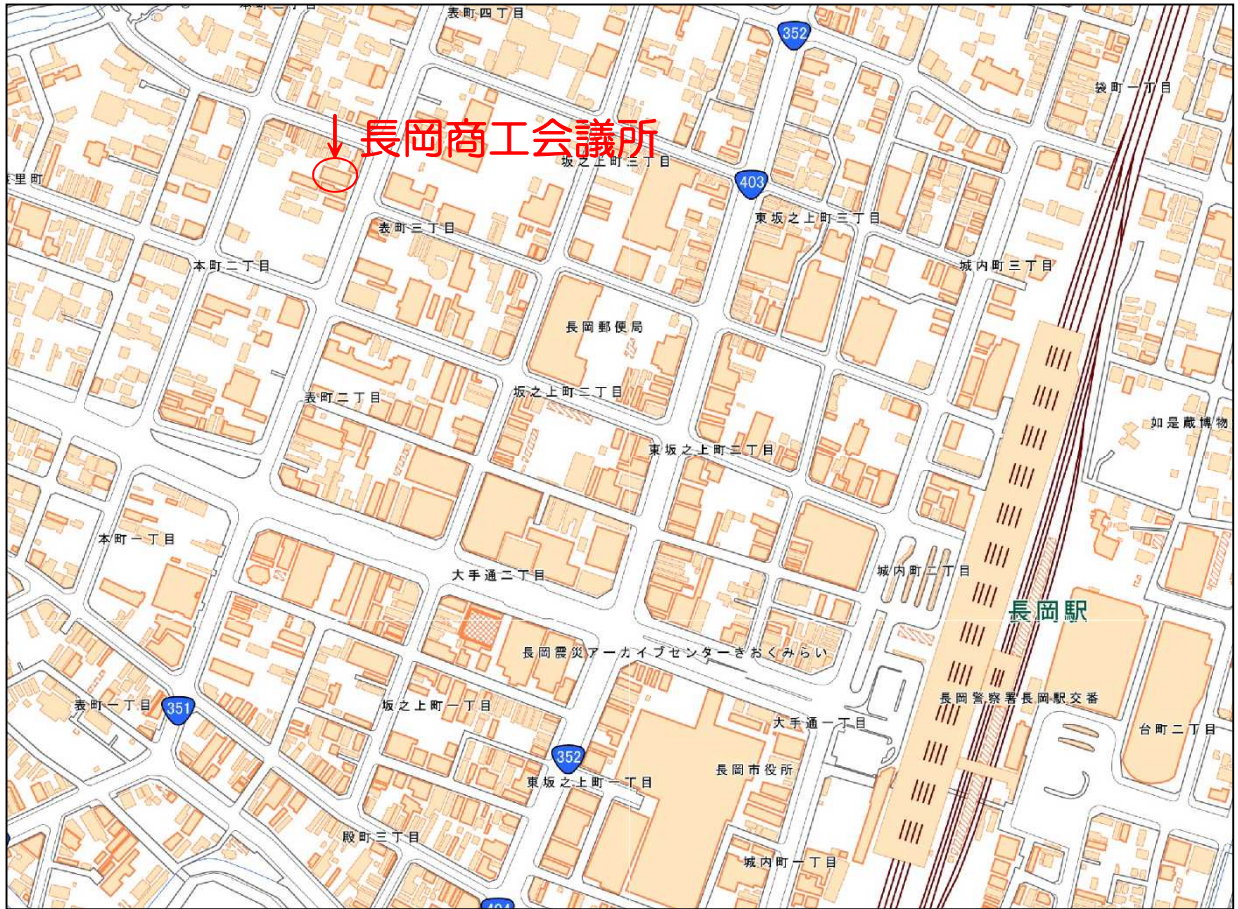 表町四丁目
352
袋町一丁目
長岡商工会議所
坂之上町三丁目
403
東坂之上町三丁目
表町三丁目
本町二丁目
城内町三丁目
長岡郵便局
坂之上町二丁目
表町二丁目
如是蔵博物
東坂之上町二丁目
本町一丁目
大手通二丁目
城内町二丁目
長岡駅
長岡震災アーカイブセンターきおくみらい
長岡警察署長岡駅交番
表町一丁目
351
坂之上町一丁目
大手通一丁目
台町二丁目
352
長岡市役所
東坂之上町一丁目
殿町三丁目
城内町一丁目